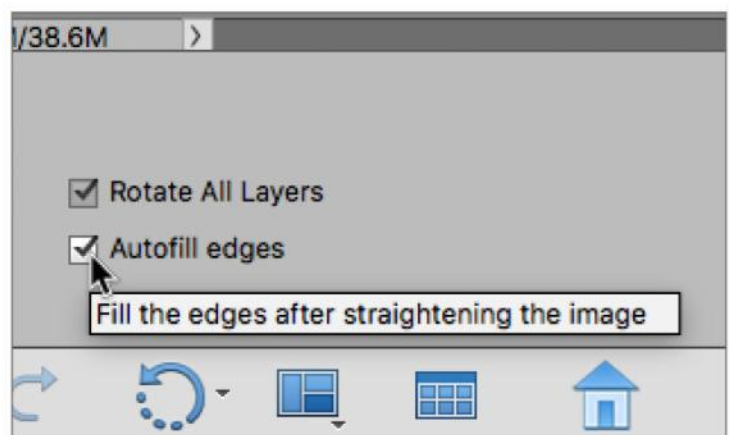 /38.6M >
Rotate All Layers
Autofill edges
Fill the edges after straightening the image